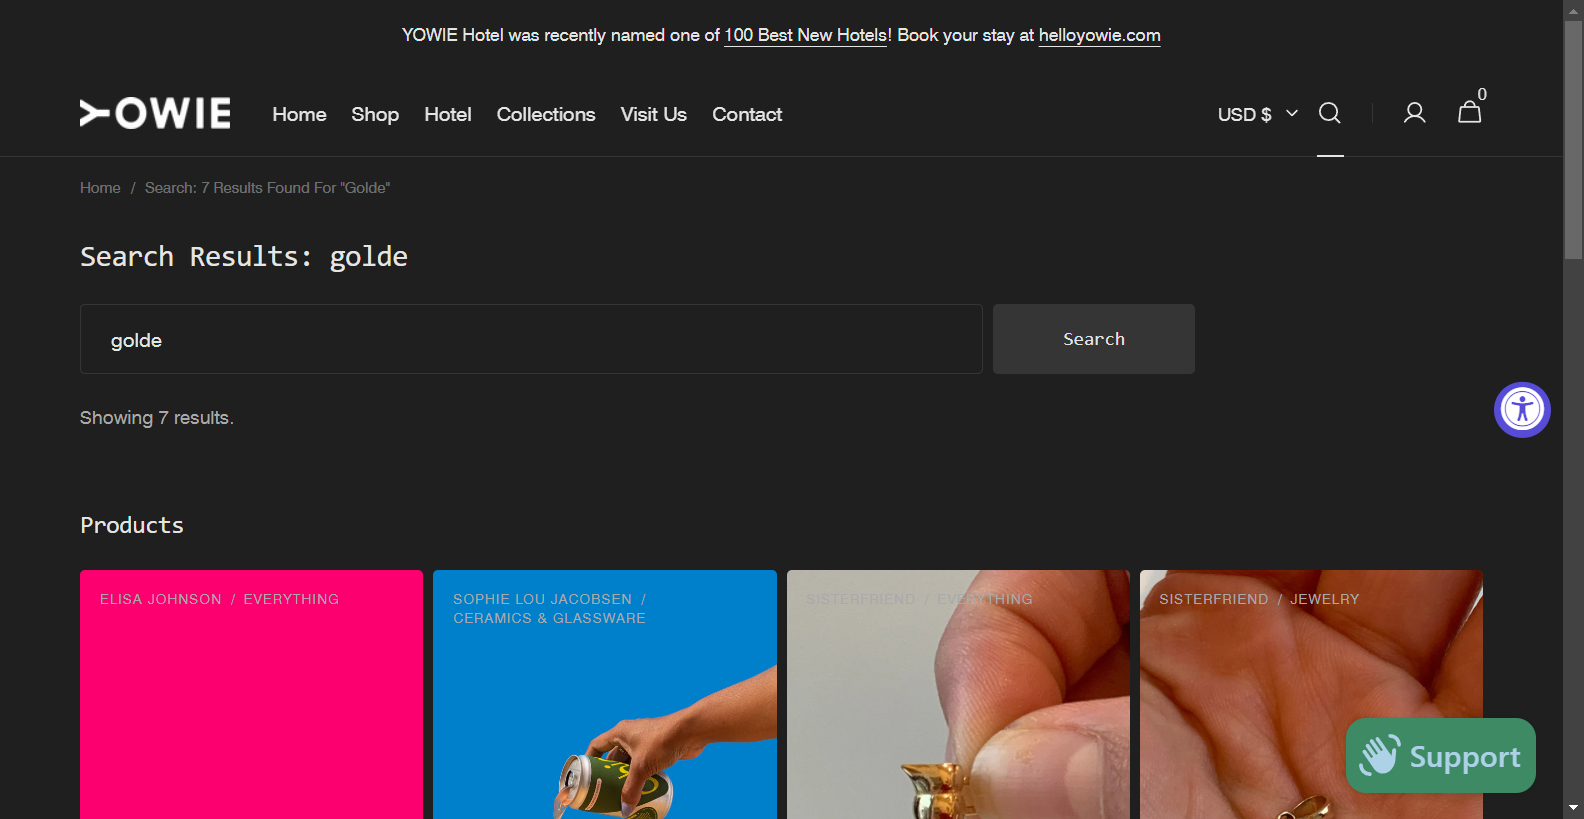 YOWIE Hotel was recently named one of 100 Best New Hotels! Book your stay at helloyowie.com
YOWIE Home Shop Hotel Collections Visit Us Contact USD $ 0
Home / Search: 7 Results Found For "Golde"
Search Results: golde
golde Search
Showing 7 results.
Products
ELISA JOHNSON / EVERYTHING
SOPHIE LOU JACOBSEN /
CERAMICS & GLASSWARE
SISTERFRIEND / EVERYTHING
SISTERFRIEND / JEWELRY
Support